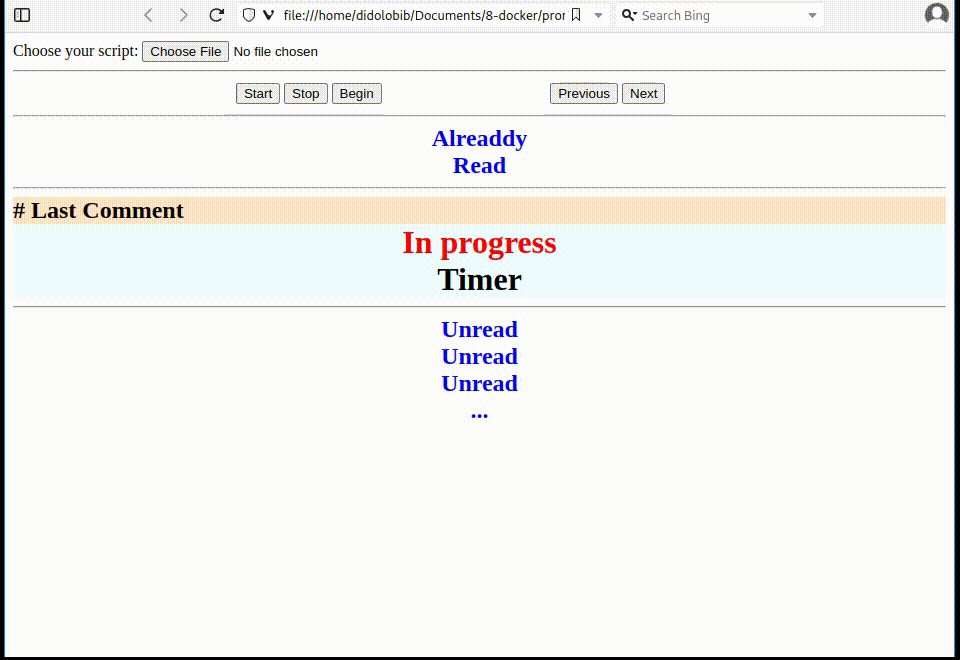 file:///home/didolobib/Documents/8-docker/pror
Search Bing
Choose your script: Choose File No file chosen
Start Stop Begin Previous Next
Alreaddy
Read
# Last Comment
In progress
Timer
Unread
Unread
Unread
...